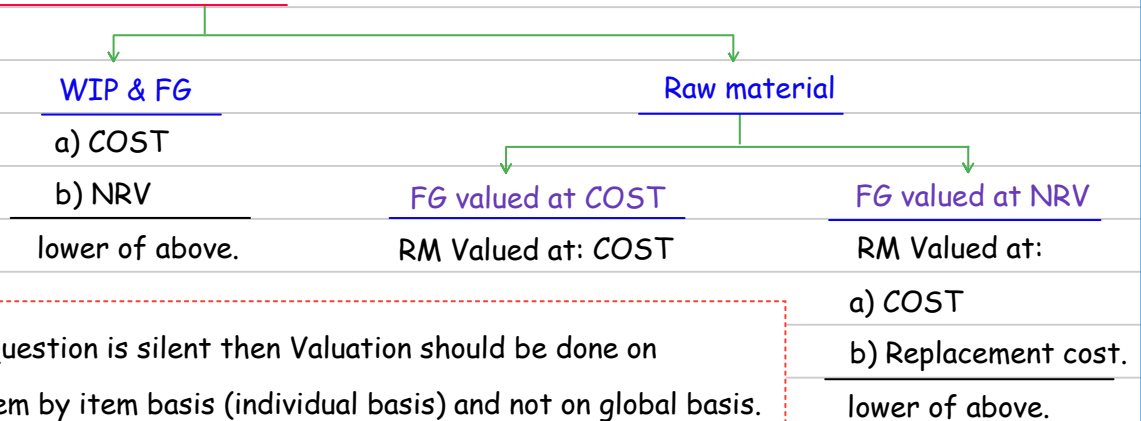 WIP & FG
Raw material
a) COST
b) NRV
lower of above.
FG valued at COST
RM Valued at: COST
FG valued at NRV
RM Valued at:
a) COST
b) Replacement cost.
lower of above.
is silent then Valuation should be done on
by item basis (individual basis) and not on global basis.